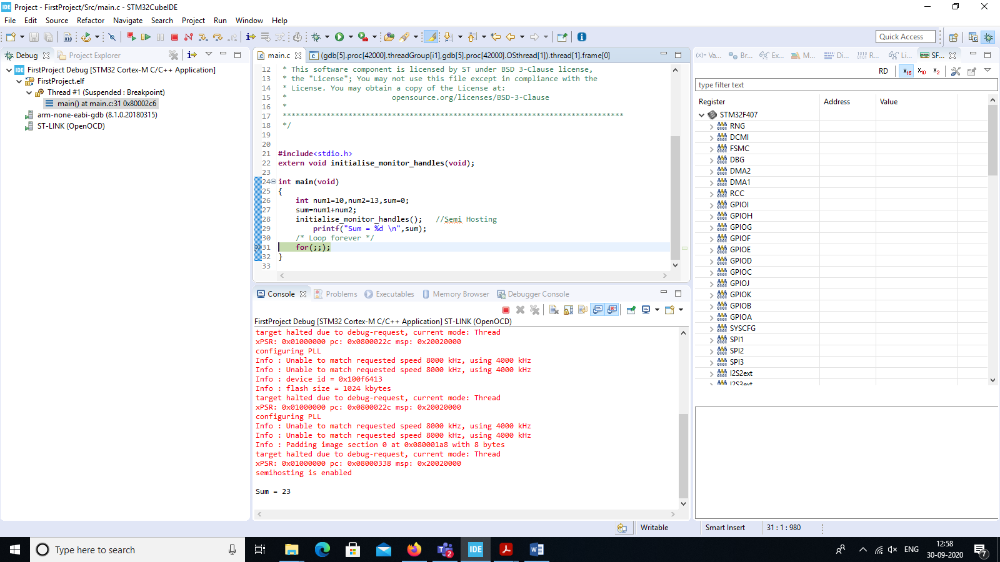 IDE Project - FirstProject/Src/main.c - STM32CubeIDE
File Edit Source Refactor Navigate Search Project Run Window Help
Quick Access
Debug Project Explorer
FirstProject Debug [STM32 Cortex-M C/C++ Application]
FirstProject.elf
Thread #1 (Suspended : Breakpoint)
main() at main.c:31 0x80002c6
arm-none-eabi-gdb (8.1.0.20180315)
ST-LINK (OpenOCD)
main.c (gdb[5].proc[42000].threadGroup[i1],gdb[5].proc[42000].OSthread[1]).thread[1].frame[0]
12 * This software component is licensed by ST under BSD 3-Clause license,
13 * the "License"; You may not use this file except in compliance with the
14 * License. You may obtain a copy of the License at:
15 * opensource.org/licenses/BSD-3-Clause
16 *
17 ******************************************************************************
18 */
19
20
21 #include<stdio.h>
22 extern void initialise_monitor_handles(void);
23
24 int main(void)
25 {
26 int num1=10,num2=13,sum=0;
27 sum=num1+num2;
28 initialise_monitor_handles(); //Semi Hosting
29 printf("Sum = %d \n",sum);
30 /* Loop forever */
31 for(;;);
32 }
33
Console Problems Executables Memory Browser Debugger Console
FirstProject Debug [STM32 Cortex-M C/C++ Application] ST-LINK (OpenOCD)
target halted due to debug-request, current mode: Thread
xPSR: 0x01000000 pc: 0x0800022c msp: 0x20020000
configuring PLL
Info : Unable to match requested speed 8000 kHz, using 4000 kHz
Info : Unable to match requested speed 8000 kHz, using 4000 kHz
Info : device id = 0x100f6413
Info : flash size = 1024 kbytes
target halted due to debug-request, current mode: Thread
xPSR: 0x01000000 pc: 0x0800022c msp: 0x20020000
configuring PLL
Info : Unable to match requested speed 8000 kHz, using 4000 kHz
Info : Unable to match requested speed 8000 kHz, using 4000 kHz
Info : Padding image section 0 at 0x080001a8 with 8 bytes
target halted due to debug-request, current mode: Thread
xPSR: 0x01000000 pc: 0x08000338 msp: 0x20020000
semihosting is enabled
Sum = 23
(x)= Va... Br... Ex... M... Di... R... Li... SF...
RD X16 X10 X2
type filter text
Register Address Value
STM32F407
RNG
DCMI
FSMC
DBG
DMA2
DMA1
RCC
GPIOI
GPIOH
GPIOG
GPIOF
GPIOE
GPIOD
GPIOC
GPIOJ
GPIOK
GPIOB
GPIOA
SYSCFG
SPI1
SPI2
SPI3
I2S2ext
I2S3ext
Writable Smart Insert 31 : 1 : 980
Type here to search
2
IDE
ENG
12:58
30-09-2020
7